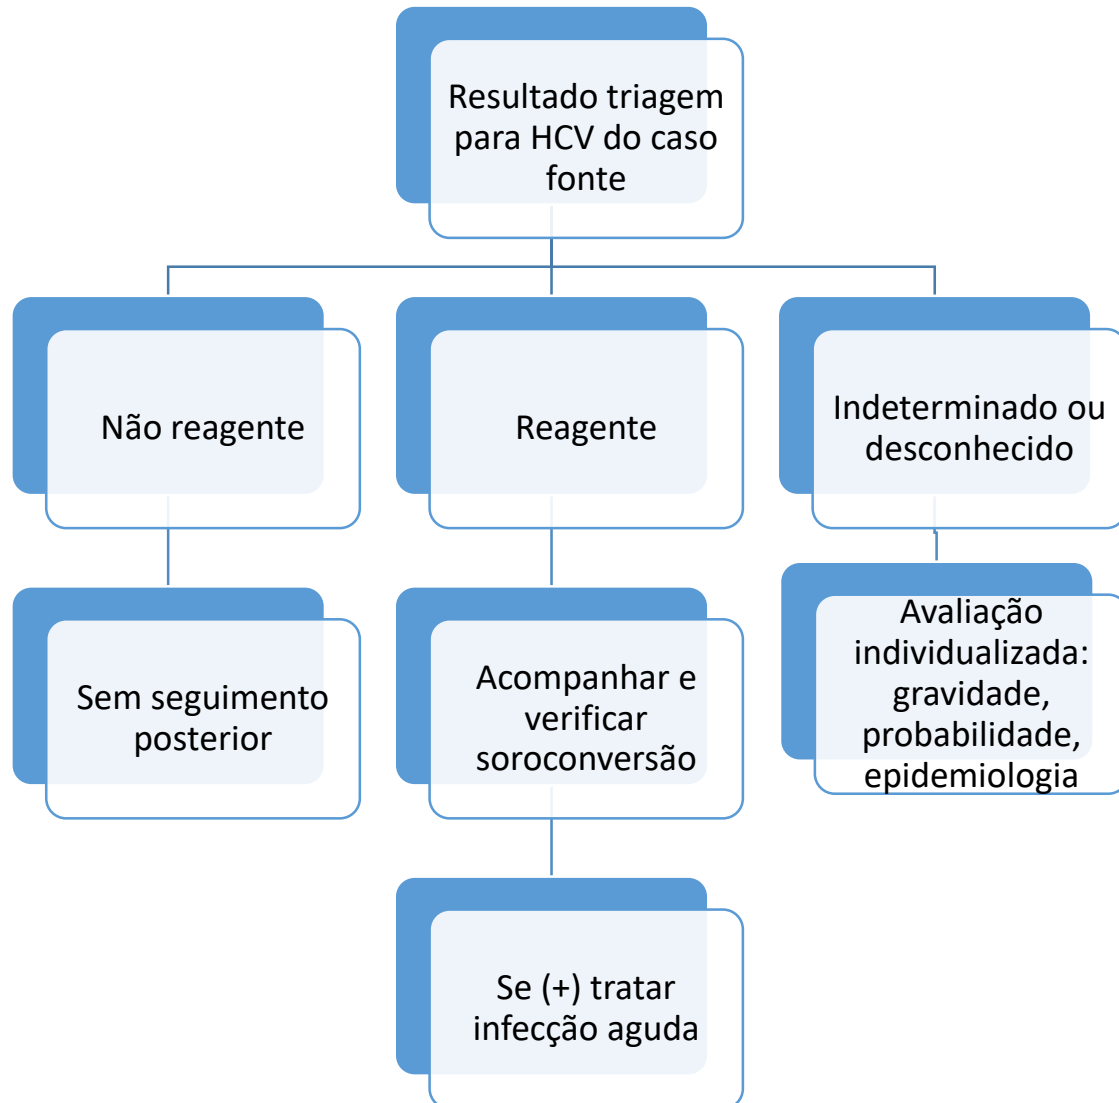 Resultado triagem
para HCV do caso
fonte
Não reagente
Reagente
Indeterminado ou
desconhecido
Sem seguimento
posterior
Acompanhar e
verificar
soroconversão
Avaliação
individualizada:
gravidade,
probabilidade,
epidemiologia
Se (+) tratar
infecção aguda